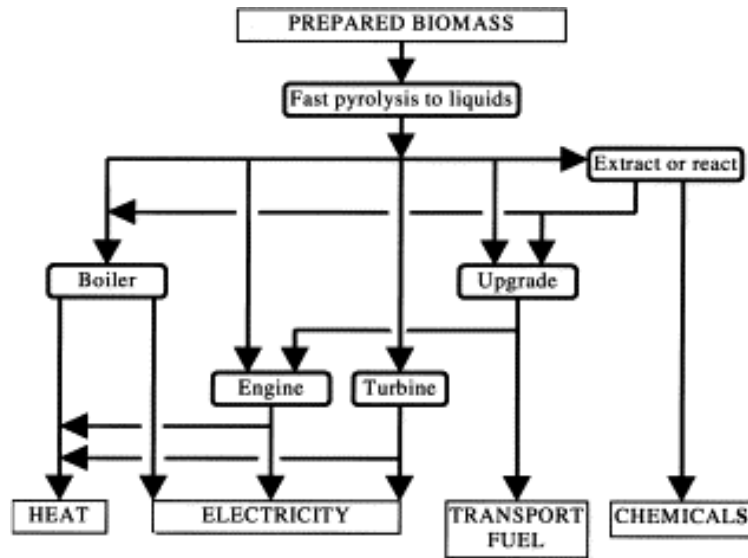 PREPARED BIOMASS
Fast pyrolysis to liquids
Extract or react
Boiler
Upgrade
Engine
Turbine
HEAT
ELECTRICITY
TRANSPORT
FUEL
CHEMICALS